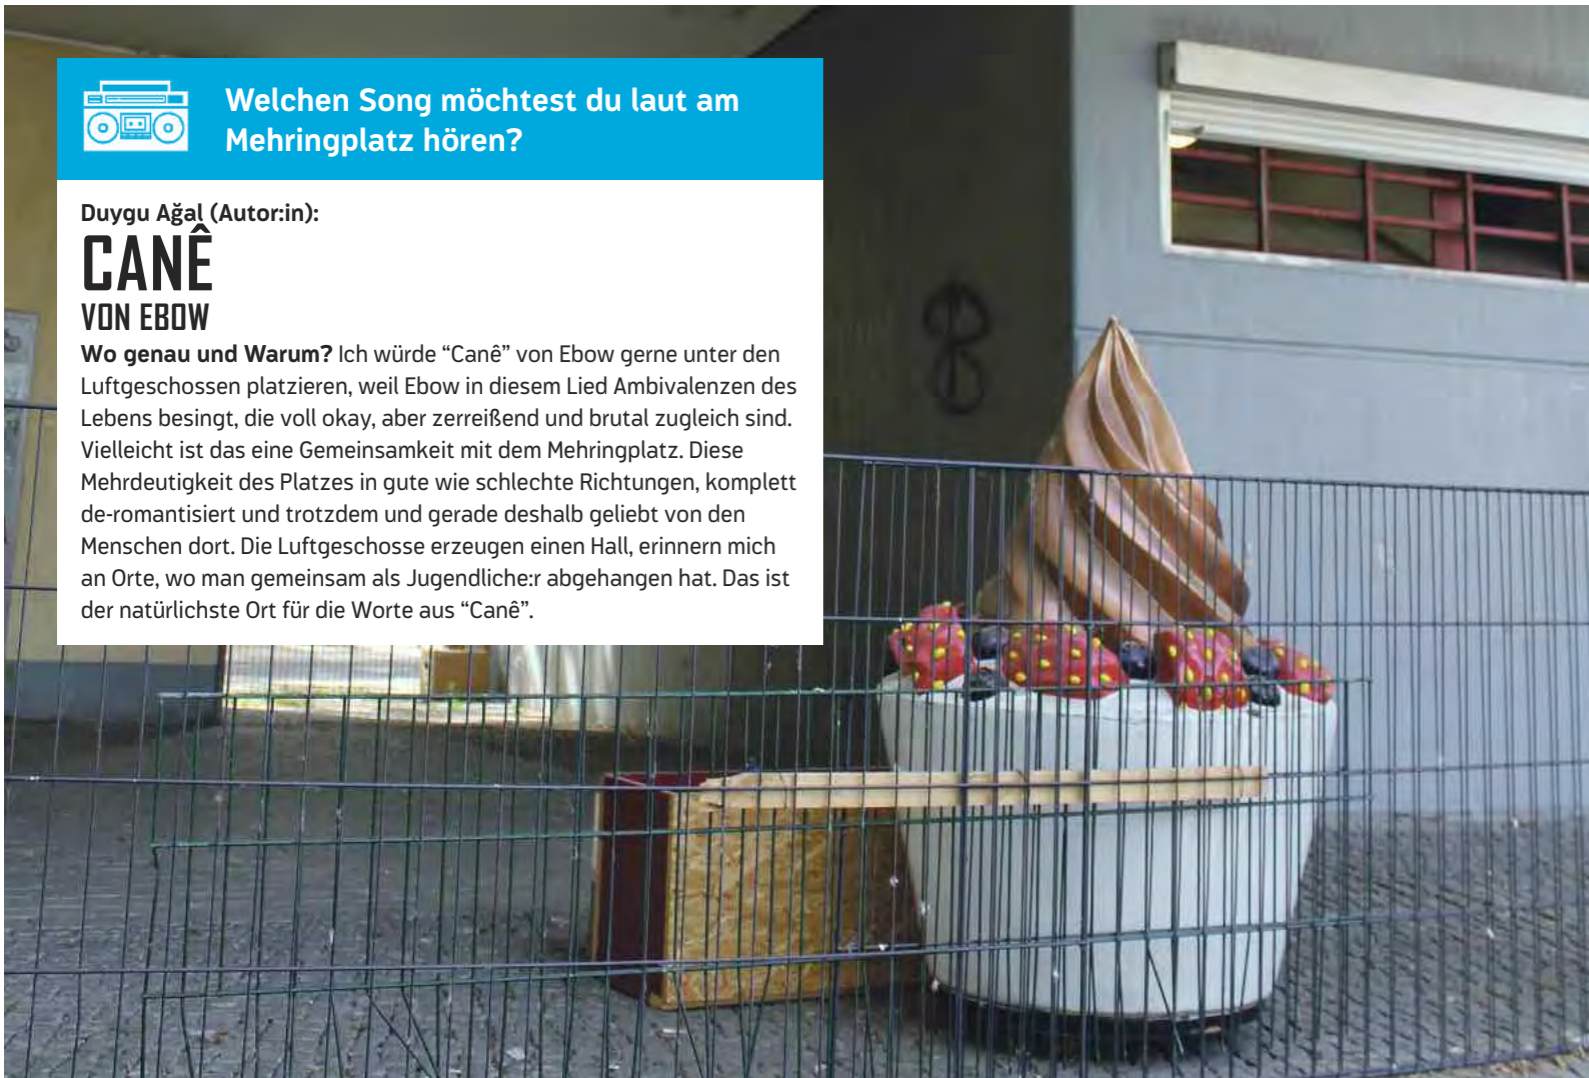 Welchen Song möchtest du laut am
Mehringplatz hören?
Duygu Ağal (Autor:in):
CANÊ
VON EBOW
Wo genau und Warum? Ich würde “Canê” von Ebow gerne unter den
Luftgeschossen platzieren, weil Ebow in diesem Lied Ambivalenzen des
Lebens besingt, die voll okay, aber zerreißend und brutal zugleich sind.
Vielleicht ist das eine Gemeinsamkeit mit dem Mehringplatz. Diese
Mehrdeutigkeit des Platzes in gute wie schlechte Richtungen, komplett
de-romantisiert und trotzdem und gerade deshalb geliebt von den
Menschen dort. Die Luftgeschosse erzeugen einen Hall, erinnern mich
an Orte, wo man gemeinsam als Jugendliche:r abgehangen hat. Das ist
der natürlichste Ort für die Worte aus “Canê”.